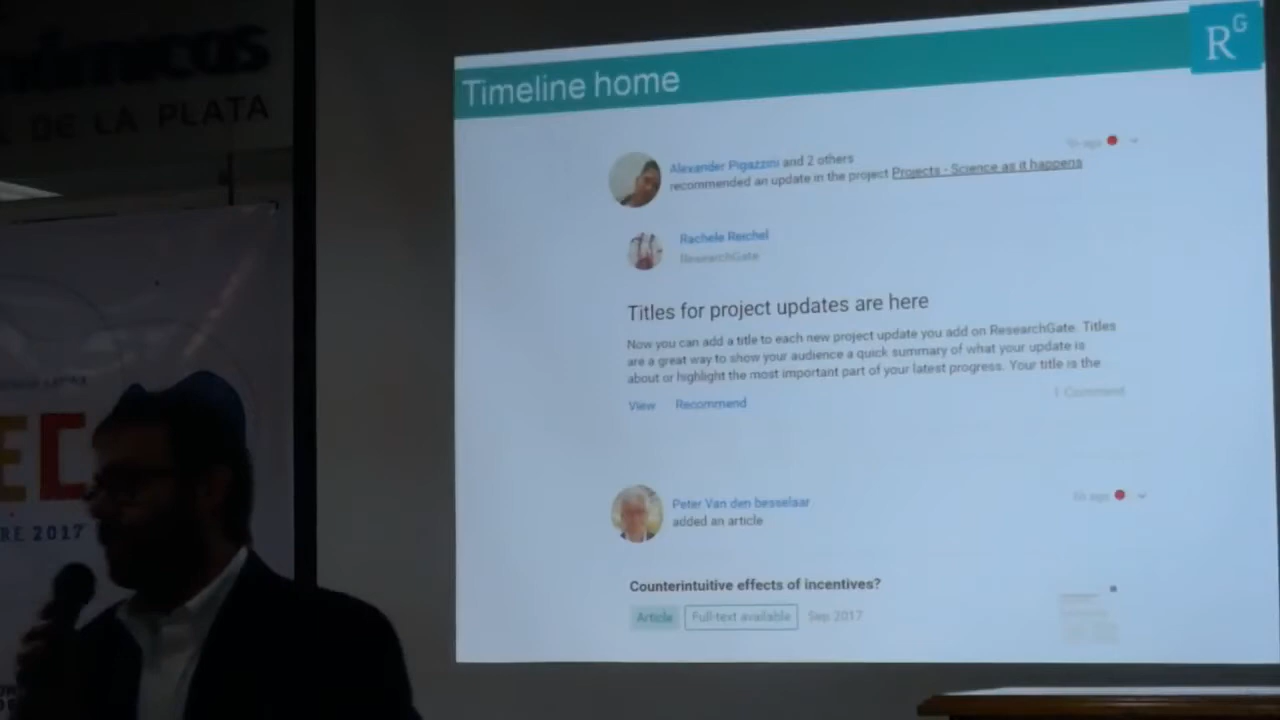 DE LA PLATA
EC
RE 2017
Timeline home
RG
Alexander Pigazzini and 2 others
recommended an update in the project Projects - Science as it happens
Rachele Reichel
ResearchGate
Titles for project updates are here
Now you can add a title to each new project update you add on ResearchGate. Titles
are a great way to show your audience a quick summary of what your update is
about or highlight the most important part of your latest progress. Your title is the
View Recommend
1 Comment
Peter Van den besselaar
added an article
6h ago
Counterintuitive effects of incentives?
Article Full-text available Sep 2017